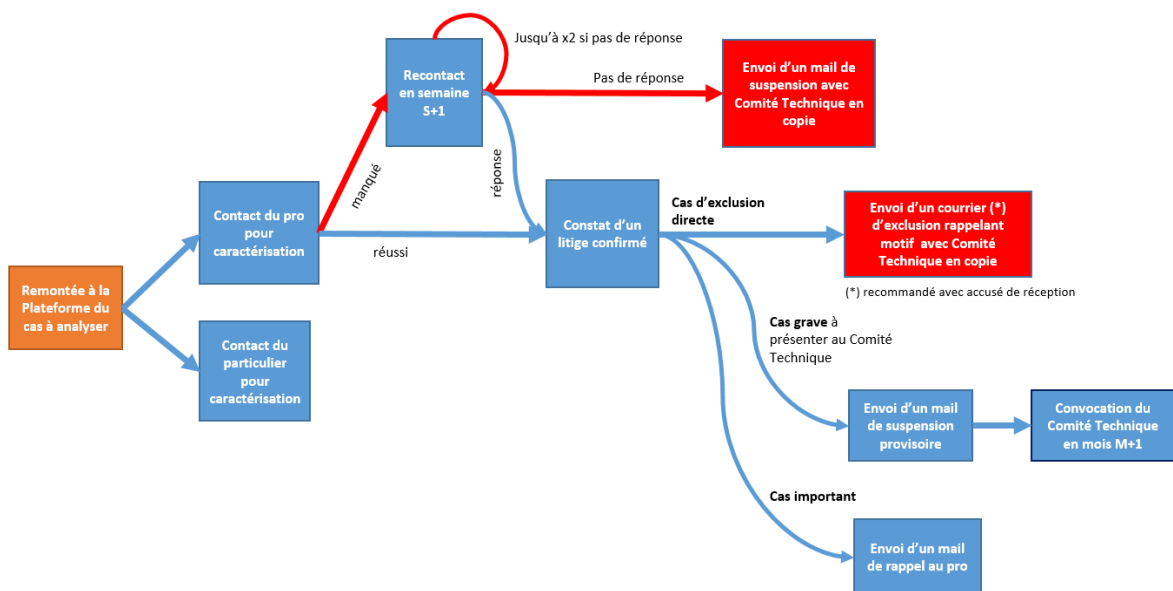 Jusqu'à x2 si pas de réponse
Recontact
en semaine
S+1
Pas de réponse
Envoi d'un mail de
suspension avec
Comité Technique en
copie
manqué
réponse
Contact du pro
pour
caractérisation
réussi
Constat d'un
litige confirmé
Cas d'exclusion
directe
Envoi d'un courrier (*)
d'exclusion rappelant
motif avec Comité
Technique en copie
(*) recommandé avec accusé de réception
Remontée à la
Plateforme du
cas à analyser
Contact du
particulier
pour
caractérisation
Cas grave à
présenter au Comité
Technique
Envoi d'un mail
de suspension
provisoire
Convocation du
Comité Technique
en mois M+1
Cas important
Envoi d'un mail
de rappel au pro